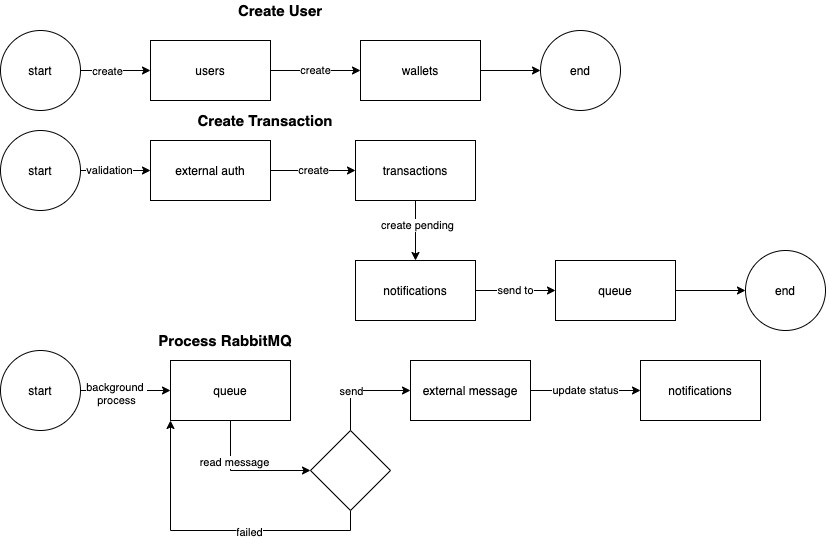 Create User
start
create
users
create
wallets
end
Create Transaction
start
validation
external auth
create
transactions
create pending
notifications
send to
queue
end
Process RabbitMQ
start
background
process
queue
read message
send
external message
update status
notifications
failed